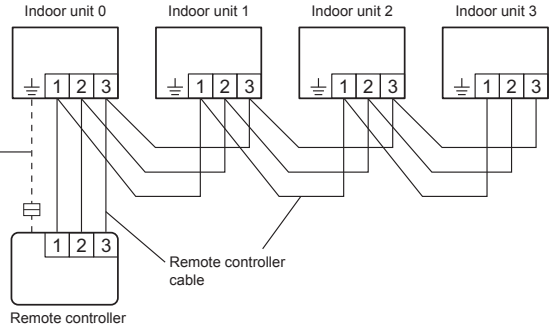 Indoor unit 0 Indoor unit 1 Indoor unit 2 Indoor unit 3
1 2 3 1 2 3 1 2 3 1 2 3
1 2 3
Remote controller
cable
Remote controller